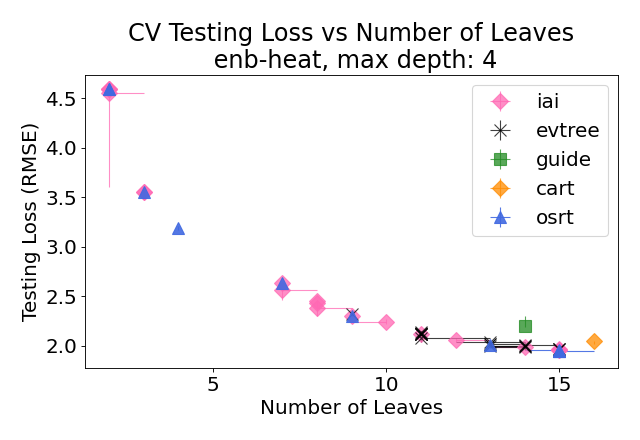 CV Testing Loss vs Number of Leaves
enb-heat, max depth: 4
Testing Loss (RMSE)
4.5
4.0
3.5
3.0
2.5
2.0
iai
evtree
guide
cart
osrt
5
10
15
Number of Leaves